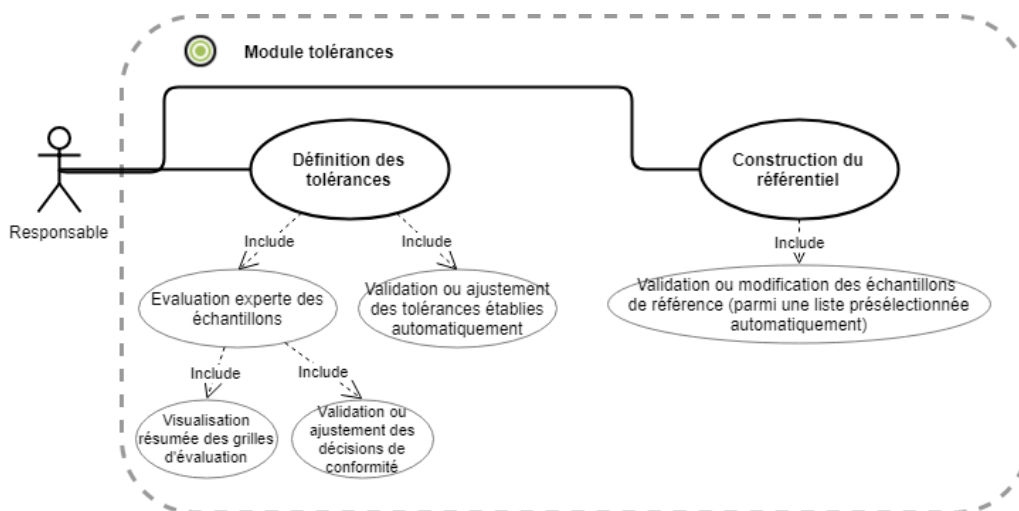 Module tolérances
Responsable
Définition des
tolérances
Construction du
référentiel
Include
Include
Include
Evaluation experte des
échantillons
Validation ou ajustement
des tolérances établies
automatiquement
Validation ou modification des échantillons
de référence (parmi une liste présélectionnée
automatiquement)
Include
Include
Visualisation
résumée des grilles
d'évaluation
Validation ou
ajustement des
décisions de
conformité